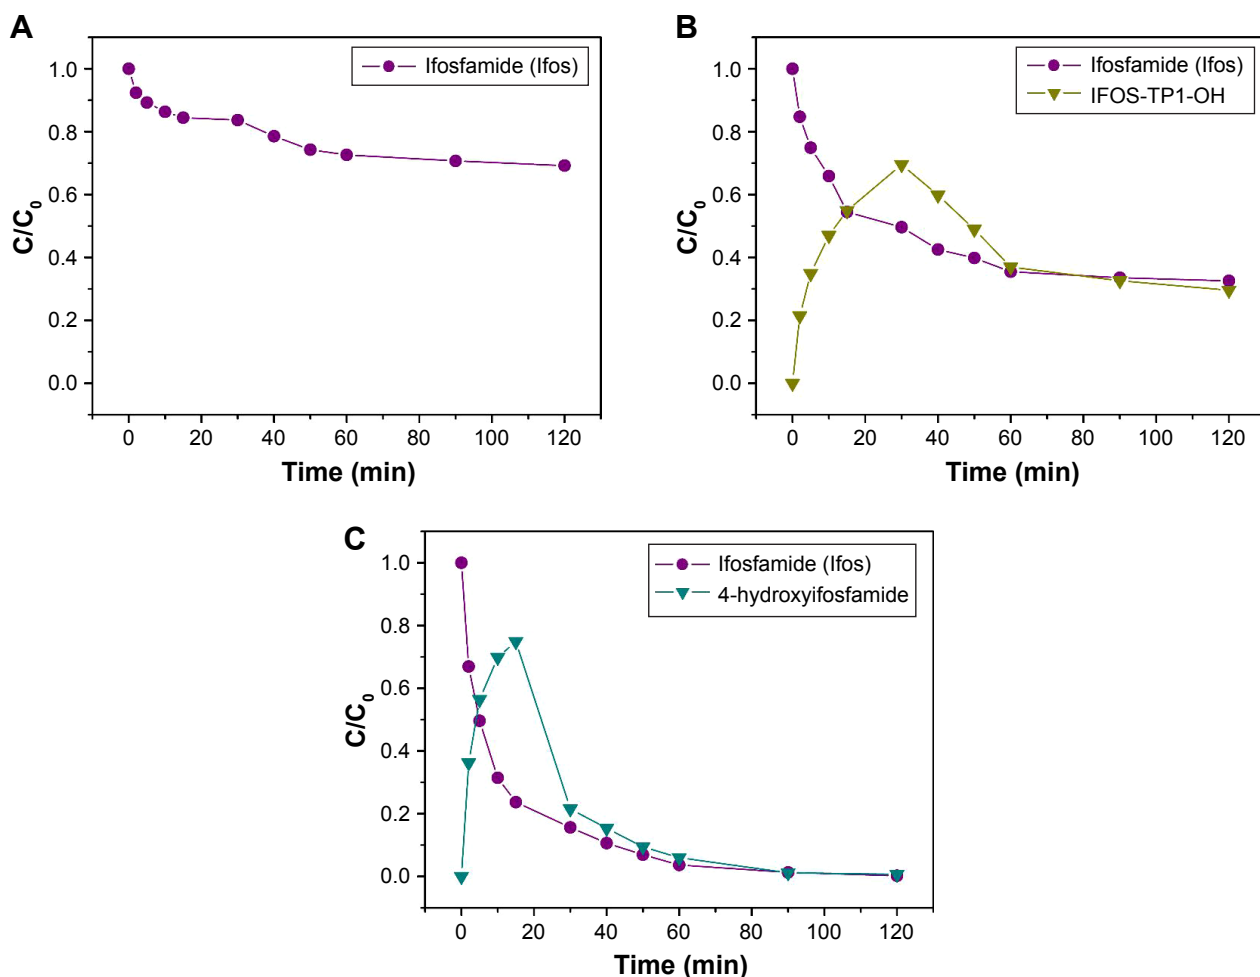 A
Ifosfamide (Ifos)
1.0
0.8
0.6
0.4
0.2
0.0
C/C0
0 20 40 60 80 100 120
Time (min)
B
Ifosfamide (Ifos)
IFOS-TP1-OH
1.0
0.8
0.6
0.4
0.2
0.0
C/C0
0 20 40 60 80 100 120
Time (min)
C
Ifosfamide (Ifos)
4-hydroxyifosfamide
1.0
0.8
0.6
0.4
0.2
0.0
C/C0
0 20 40 60 80 100 120
Time (min)